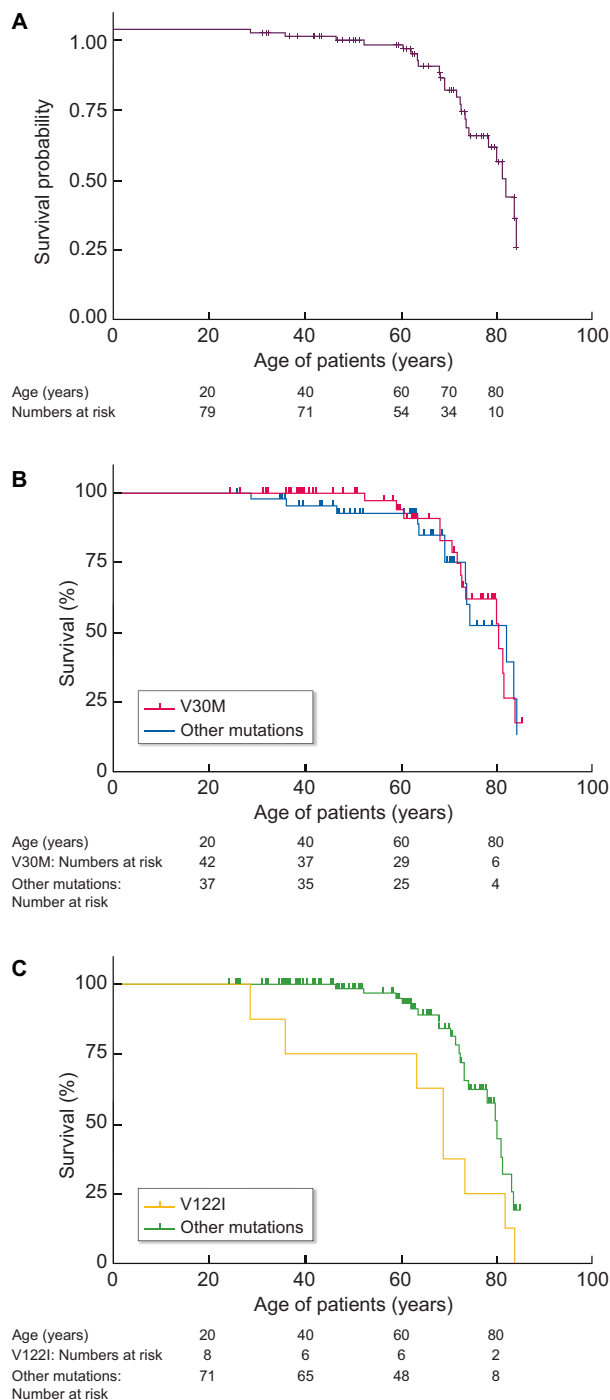 A
1.00
0.75
0.50
0.25
0.00
Survival probability
0 20 40 60 80 100
Age of patients (years)
Age (years) 20 40 60 70 80
Numbers at risk 79 71 54 34 10
B
100
75
50
25
0
Survival (%)
V30M
Other mutations
0 20 40 60 80 100
Age of patients (years)
Age (years) 20 40 60 80
V30M: Numbers at risk 42 37 29 6
Other mutations: 37 35 25 4
Number at risk
C
100
75
50
25
0
Survival (%)
V122I
Other mutations
0 20 40 60 80 100
Age of patients (years)
Age (years) 20 40 60 80
V122I: Numbers at risk 8 6 6 2
Other mutations: 71 65 48 8
Number at risk